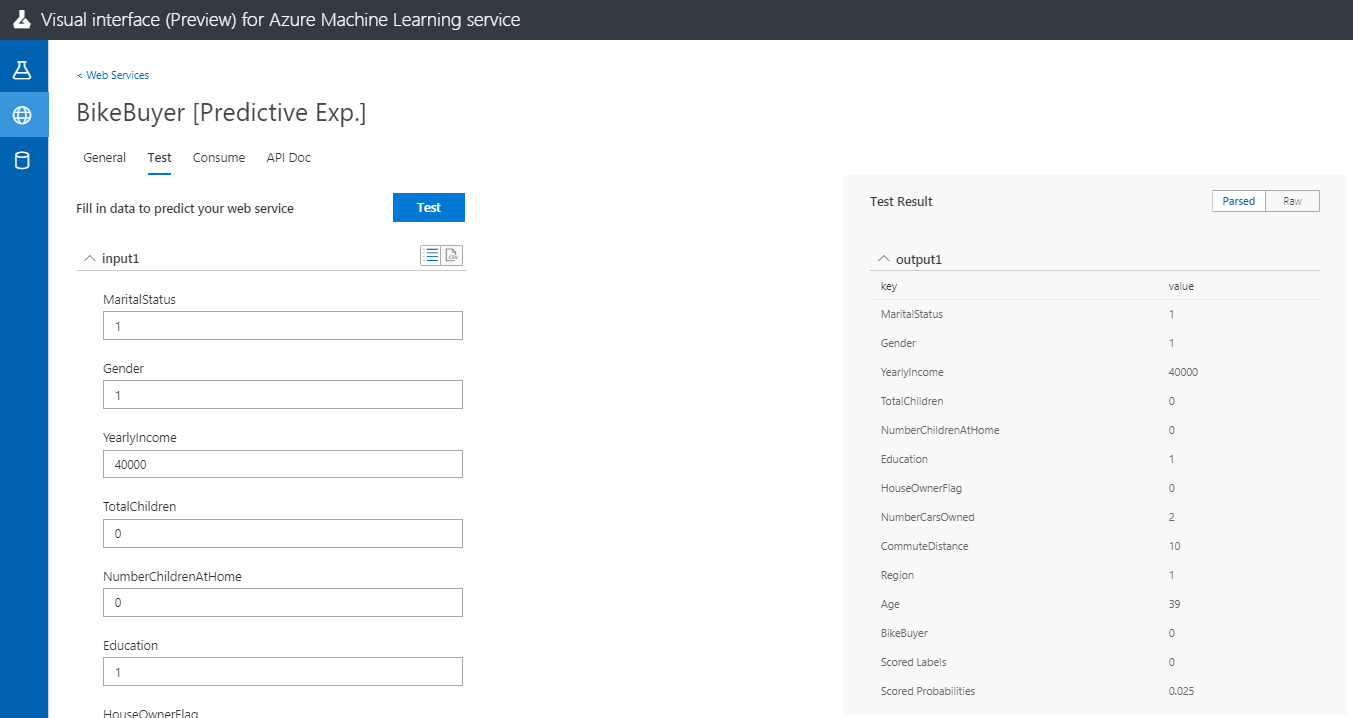 Visual interface (Preview) for Azure Machine Learning service
< Web Services
BikeBuyer [Predictive Exp.]
General Test Consume API Doc
Fill in data to predict your web service
Test
input1
MaritalStatus
1
Gender
1
YearlyIncome
40000
TotalChildren
0
NumberChildrenAtHome
0
Education
1
HouseOwnerFlag
Test Result
Parsed Raw
output1
key value
MaritalStatus 1
Gender 1
YearlyIncome 40000
TotalChildren 0
NumberChildrenAtHome 0
Education 1
HouseOwnerFlag 0
NumberCarsOwned 2
CommuteDistance 10
Region 1
Age 39
BikeBuyer 0
Scored Labels 0
Scored Probabilities 0.025